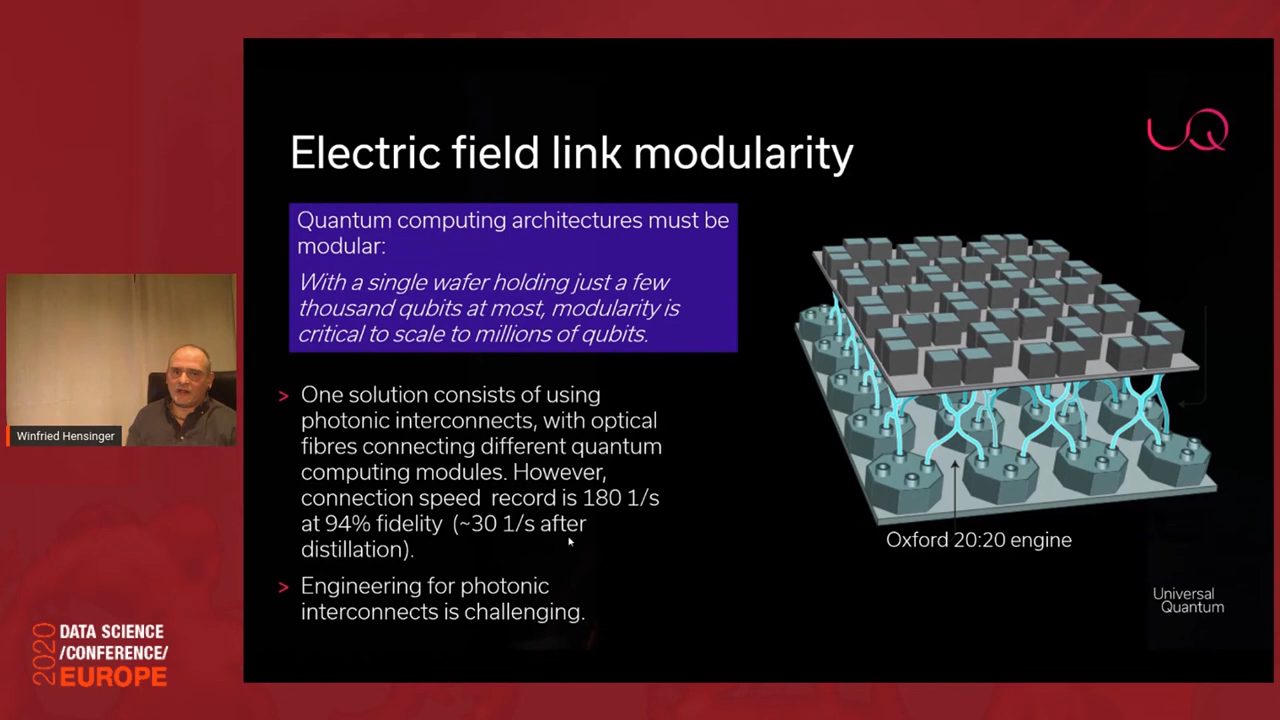 Electric field link modularity
UQ
Quantum computing architectures must be
modular:
With a single wafer holding just a few
thousand qubits at most, modularity is
critical to scale to millions of qubits.
> One solution consists of using
photonic interconnects, with optical
fibres connecting different quantum
computing modules. However,
connection speed record is 180 1/s
at 94% fidelity (~30 1/s after
distillation).
> Engineering for photonic
interconnects is challenging.
Oxford 20:20 engine
Universal
Quantum
Winfried Hensinger
2020
DATA SCIENCE
/CONFERENCE/
EUROPE